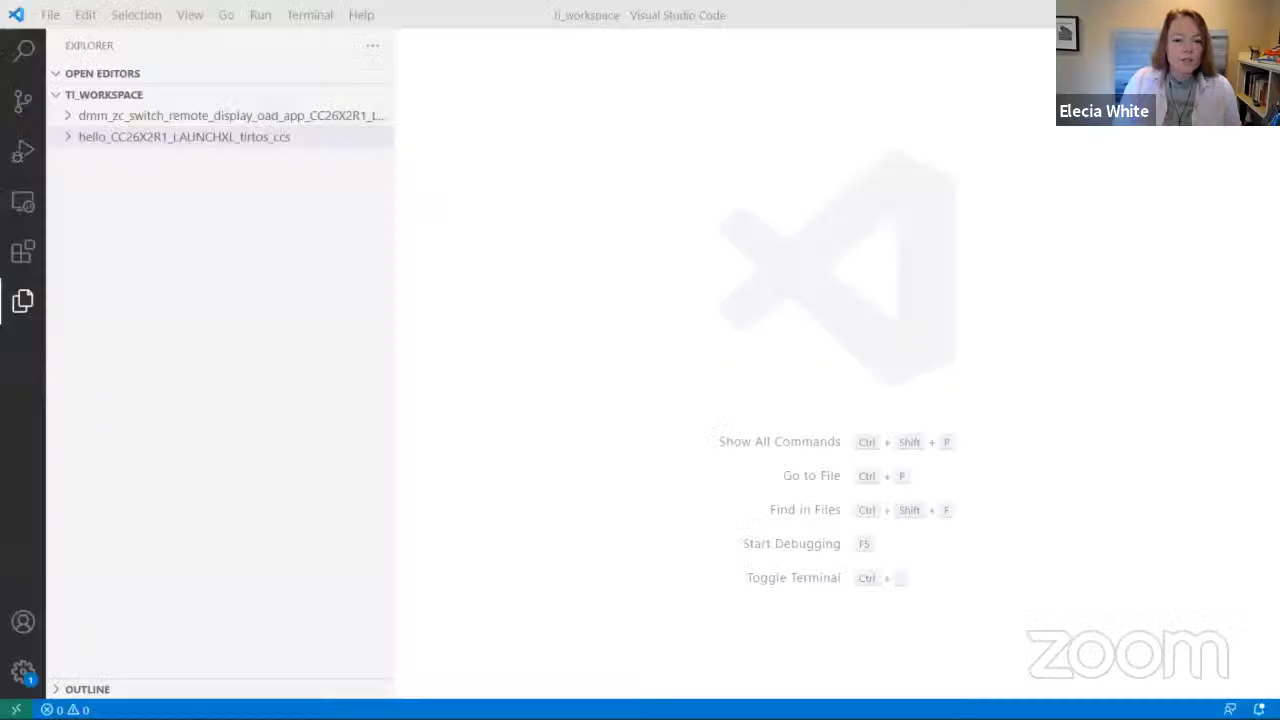 File Edit Selection View Go Run Terminal Help
ti_workspace Visual Studio Code
EXPLORER
OPEN EDITORS
TI_WORKSPACE
dmm_zc_switch_remote_display_oad_app_CC26X2R1_L...
hello_CC26X2R1_LAUNCHXL_tirtos_ccs
Elecia White
Show All Commands Ctrl + Shift + P
Go to File Ctrl + P
Find in Files Ctrl + Shift + F
Start Debugging F5
Toggle Terminal Ctrl +
zoom
1
OUTLINE
0 0